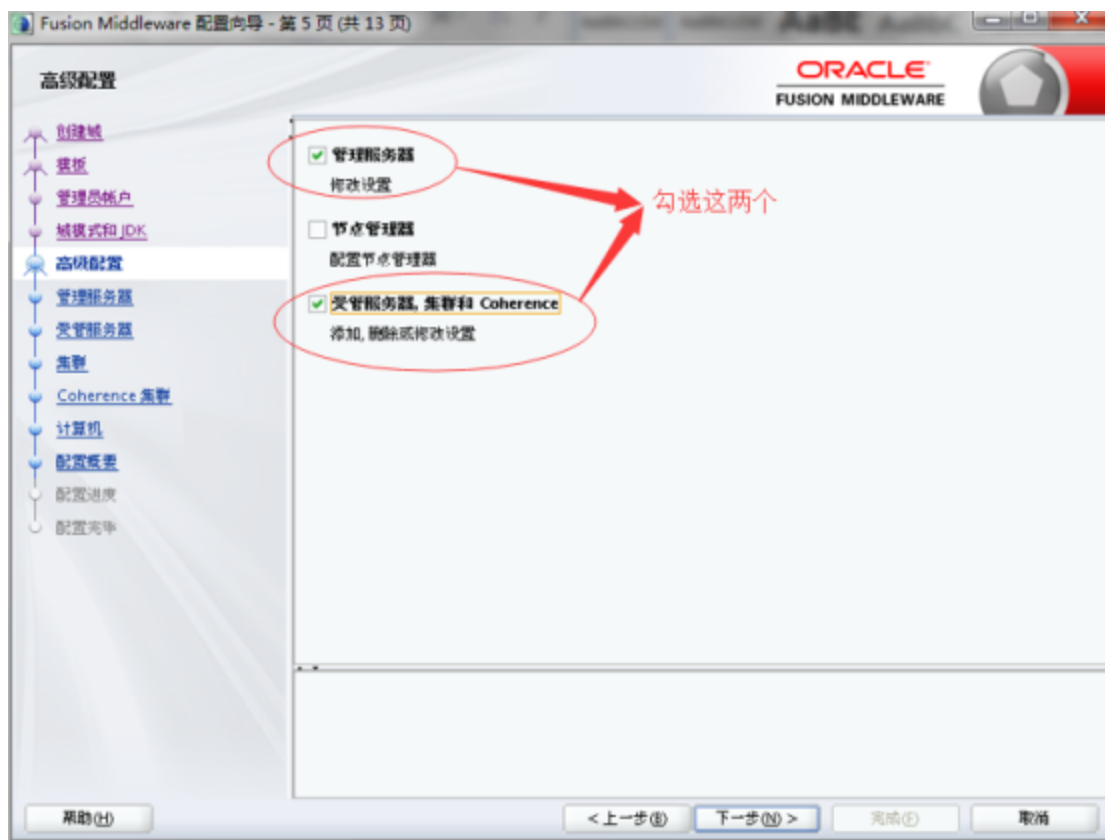 Fusion Middleware 配置向导 - 第 5 页 (共 13 页)
高级配置
ORACLE
FUSION MIDDLEWARE
创建域
模板
管理员帐户
域模式和 JDK
高级配置
管理服务器
受管服务器
集群
Coherence 集群
计算机
配置概要
配置进度
配置完毕
管理服务器
修改设置
节点管理器
配置节点管理器
受管服务器, 集群和 Coherence
添加, 删除或修改设置
勾选这两个
帮助(H)
<上一步(B)
下一步(N) >
完成(F)
取消